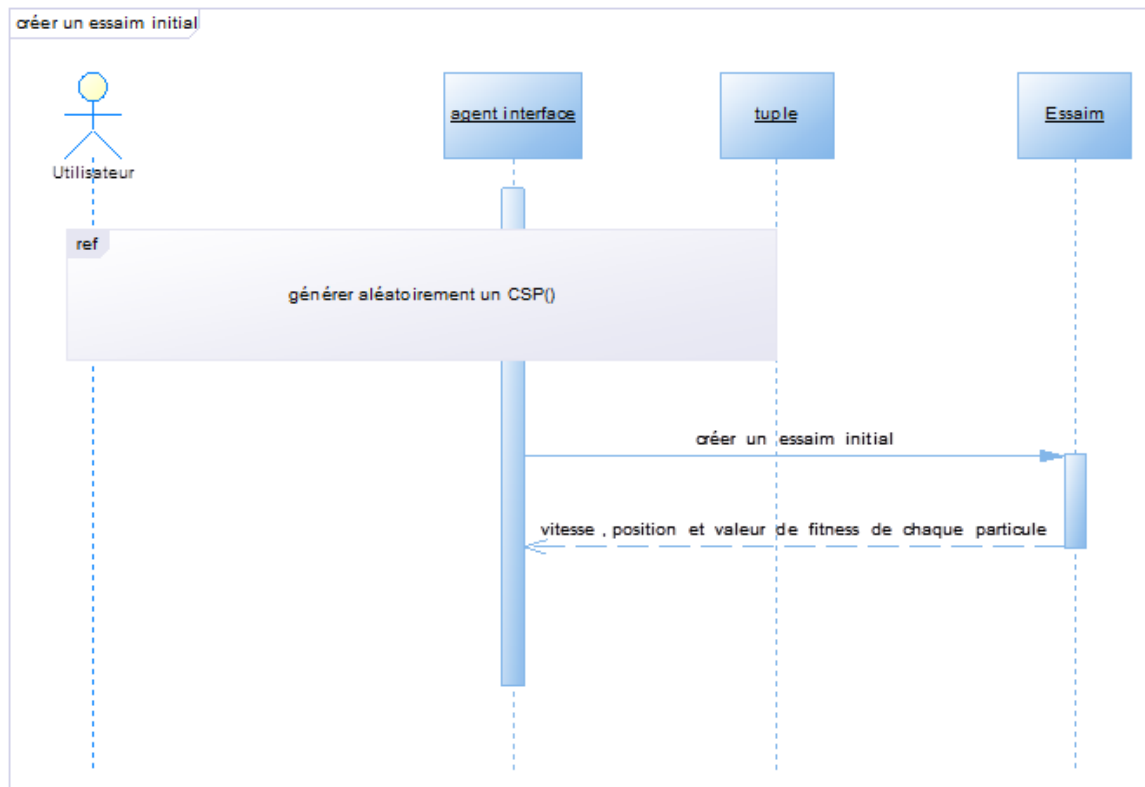 créer un essaim initial
agent interface
tuple
Essaim
Utilisateur
ref
générer aléatoirement un CSP()
créer un essaim initial
vitesse , position et valeur de fitness de chaque particule